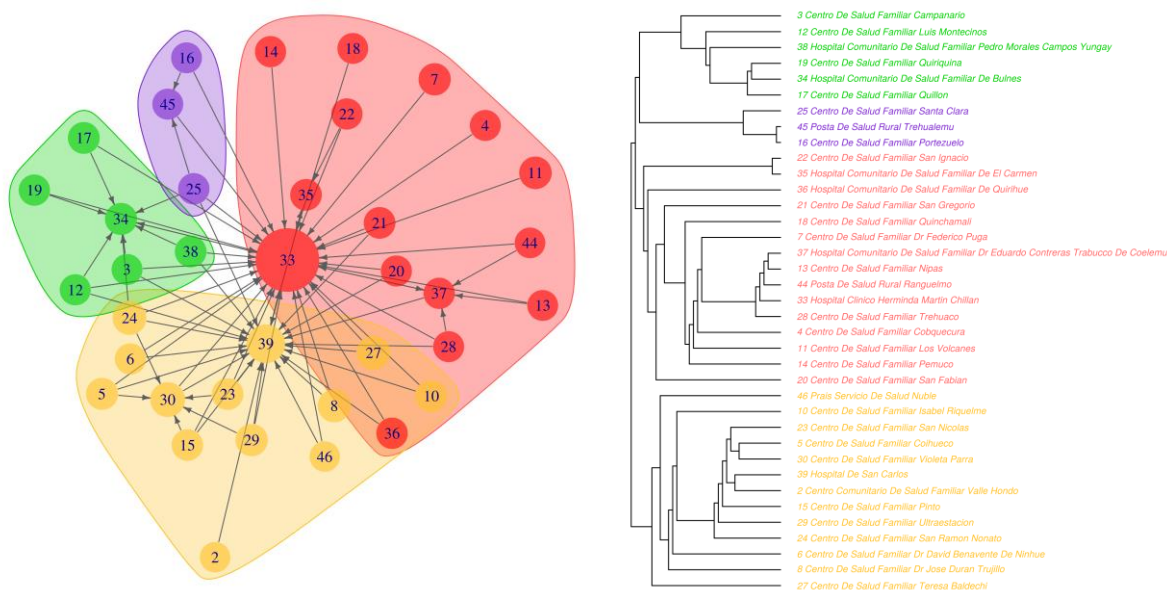 16
14
18
45
7
22
4
17
11
19
25
35
34
21
44
38
33
3
20
12
37
13
24
39
28
6
27
5
30
23
10
8
15
29
36
46
2
3 Centro De Salud Familiar Campanario
12 Centro De Salud Familiar Luis Montecinos
38 Hospital Comunitario De Salud Familiar Pedro Morales Campos Yungay
19 Centro De Salud Familiar Quiriquina
34 Hospital Comunitario De Salud Familiar De Bulnes
17 Centro De Salud Familiar Quillon
25 Centro De Salud Familiar Santa Clara
45 Posta De Salud Rural Trehualemu
16 Centro De Salud Familiar Portezuelo
22 Centro De Salud Familiar San Ignacio
35 Hospital Comunitario De Salud Familiar De El Carmen
36 Hospital Comunitario De Salud Familiar De Quirihue
21 Centro De Salud Familiar San Gregorio
18 Centro De Salud Familiar Quinchamali
7 Centro De Salud Familiar Dr Federico Puga
37 Hospital Comunitario De Salud Familiar Dr Eduardo Contreras Trabucco De Coelemu
13 Centro De Salud Familiar Nipas
44 Posta De Salud Rural Ranguelmo
33 Hospital Clinico Herminda Martin Chillan
28 Centro De Salud Familiar Trehuaco
4 Centro De Salud Familiar Cobquecura
11 Centro De Salud Familiar Los Volcanes
14 Centro De Salud Familiar Pemuco
20 Centro De Salud Familiar San Fabian
46 Prais Servicio De Salud Nuble
10 Centro De Salud Familiar Isabel Riquelme
23 Centro De Salud Familiar San Nicolas
5 Centro De Salud Familiar Coihueco
30 Centro De Salud Familiar Violeta Parra
39 Hospital De San Carlos
2 Centro Comunitario De Salud Familiar Valle Hondo
15 Centro De Salud Familiar Pinto
29 Centro De Salud Familiar Ultraestacion
24 Centro De Salud Familiar San Ramon Nonato
6 Centro De Salud Familiar Dr David Benavente De Ninhue
8 Centro De Salud Familiar Dr Jose Duran Trujillo
27 Centro De Salud Familiar Teresa Baldechi